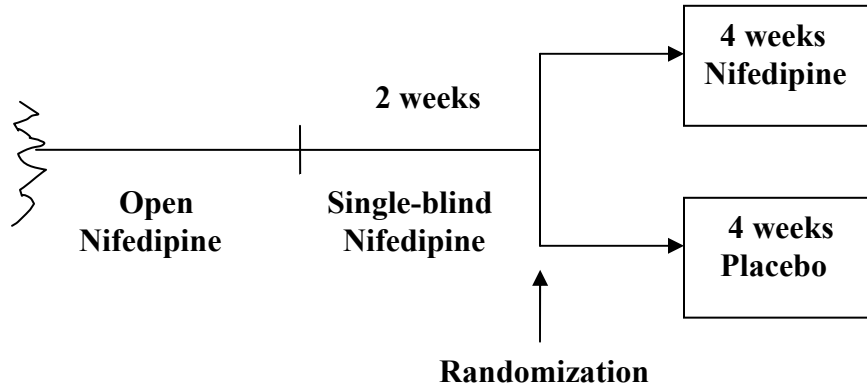 4 weeks
Nifedipine
2 weeks
Open
Nifedipine
Single-blind
Nifedipine
4 weeks
Placebo
Randomization